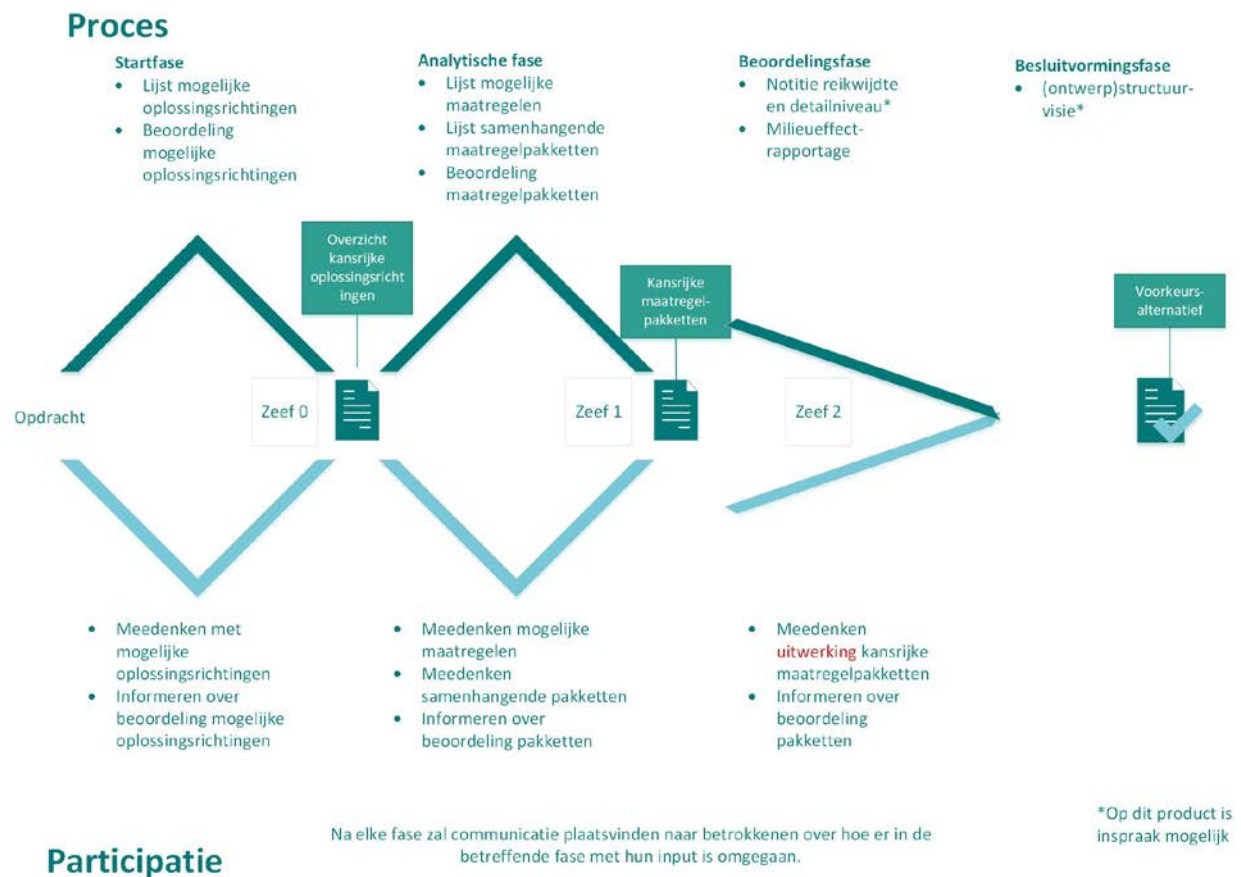 Proces
Startfase
• Lijst mogelijke
oplossingsrichtingen
• Beoordeling
mogelijke
oplossingsrichtingen
Analytische fase
• Lijst mogelijke
maatregelen
• Lijst samenhangende
maatregelpakketten
• Beoordeling
maatregelpakketten
Beoordelingsfase
• Notitie reikwijdte
en detailniveau*
• Milieueffect-
rapportage
Besluitvormingsfase
• (ontwerp)structuur-
visie*
Overzicht
kansrijke
oplossingsricht
ingen
Kansrijke
maatregel-
pakketten
Voorkeurs-
alternatief
Opdracht
Zeef 0
Zeef 1
Zeef 2
• Meedenken met
mogelijke
oplossingsrichtingen
• Informeren over
beoordeling mogelijke
oplossingsrichtingen
• Meedenken mogelijke
maatregelen
• Meedenken
samenhangende pakketten
• Informeren over
beoordeling pakketten
• Meedenken
uitwerking kansrijke
maatregelpakketten
• Informeren over
beoordeling
pakketten
Na elke fase zal communicatie plaatsvinden naar betrokkenen over hoe er in de
betreffende fase met hun input is omgegaan.
*Op dit product is
inspraak mogelijk
Participatie